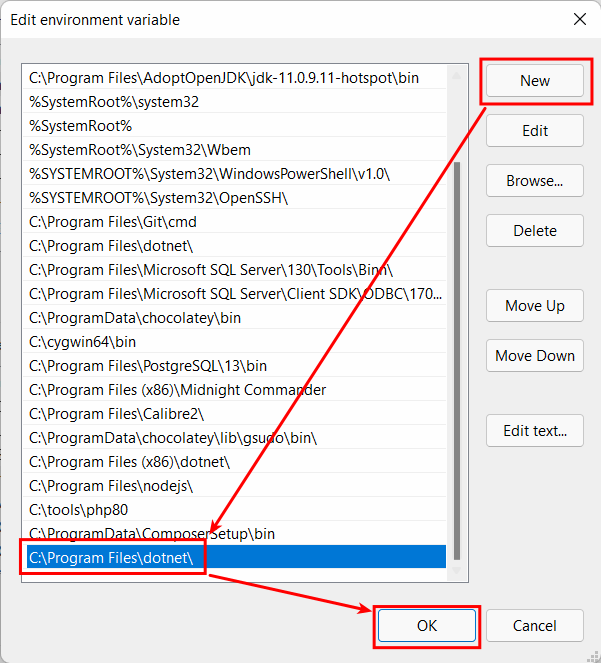 Edit environment variable
C:\Program Files\AdoptOpenJDK\jdk-11.0.9.11-hotspot\bin
%SystemRoot%\system32
%SystemRoot%
%SystemRoot%\System32\Wbem
%SYSTEMROOT%\System32\WindowsPowerShell\v1.0\
%SYSTEMROOT%\System32\OpenSSH\
C:\Program Files\Git\cmd
C:\Program Files\dotnet\
C:\Program Files\Microsoft SQL Server\130\Tools\Binn\
C:\Program Files\Microsoft SQL Server\Client SDK\ODBC\170...
C:\ProgramData\chocolatey\bin
C:\cygwin64\bin
C:\Program Files\PostgreSQL\13\bin
C:\Program Files (x86)\Midnight Commander
C:\Program Files\Calibre2\
C:\ProgramData\chocolatey\lib\gsudo\bin\
C:\Program Files (x86)\dotnet\
C:\Program Files\nodejs\
C:\tools\php80
C:\ProgramData\ComposerSetup\bin
C:\Program Files\dotnet\
New
Edit
Browse...
Delete
Move Up
Move Down
Edit text...
OK
Cancel